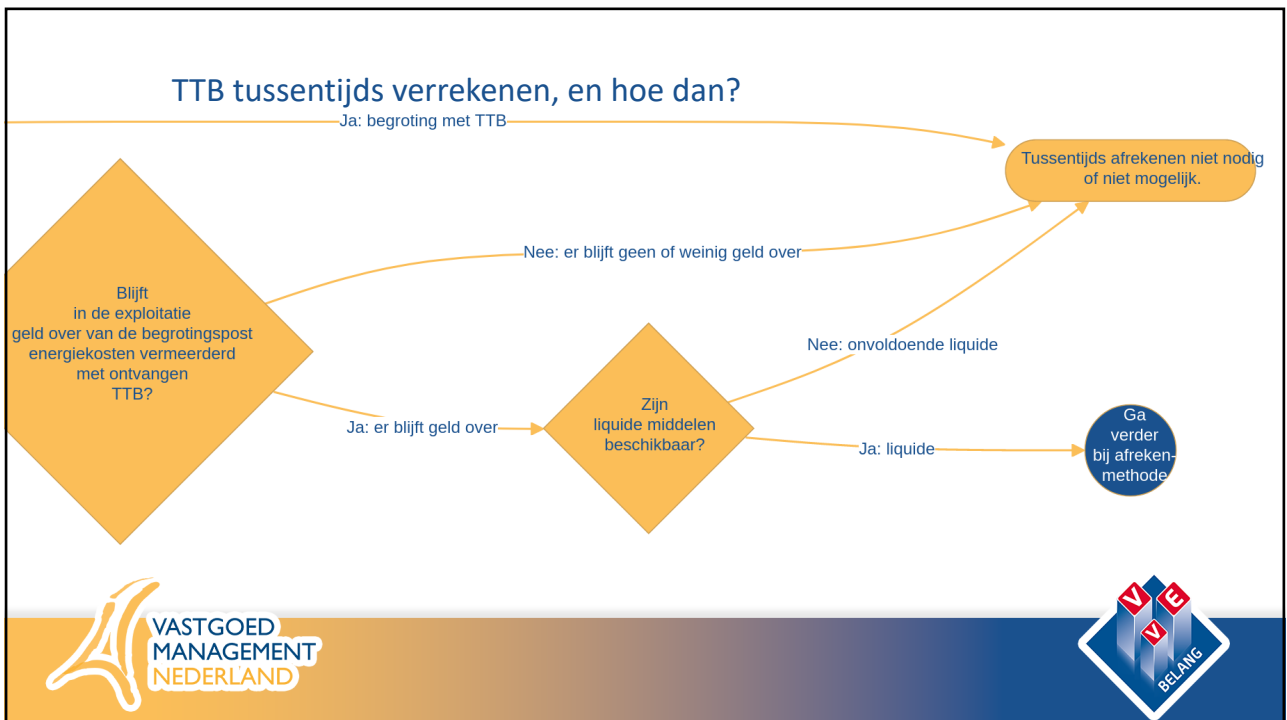 TTB tussentijds verrekenen, en hoe dan?
Ja: begroting met TTB
Tussentijds afrekenen niet nodig
of niet mogelijk.
Nee: er blijft geen of weinig geld over
Blijft
in de exploitatie
geld over van de begrotingspost
energiekosten vermeerderd
met ontvangen
TTB?
Nee: onvoldoende liquide
Ja: er blijft geld over
Zijn
liquide middelen
beschikbaar?
Ja: liquide
Ga
verder
bij afreken-
methode
VASTGOED
MANAGEMENT
NEDERLAND
V V E
BELANG